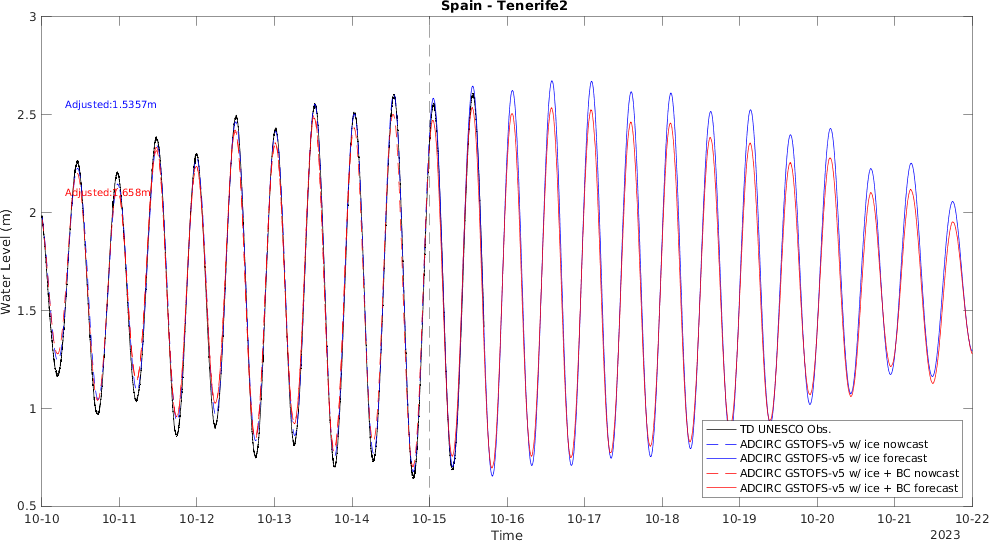 Spain - Tenerife2
3
2.5
2
1.5
1
0.5
Water Level (m)
Adjusted:1.5357m
Adjusted:1.658m
TD UNESCO Obs.
ADCIRC GSTOFS-v5 w/ ice nowcast
ADCIRC GSTOFS-v5 w/ ice forecast
ADCIRC GSTOFS-v5 w/ ice + BC nowcast
ADCIRC GSTOFS-v5 w/ ice + BC forecast
10-10 10-11 10-12 10-13 10-14 10-15 10-16 10-17 10-18 10-19 10-20 10-21 10-22
Time
2023